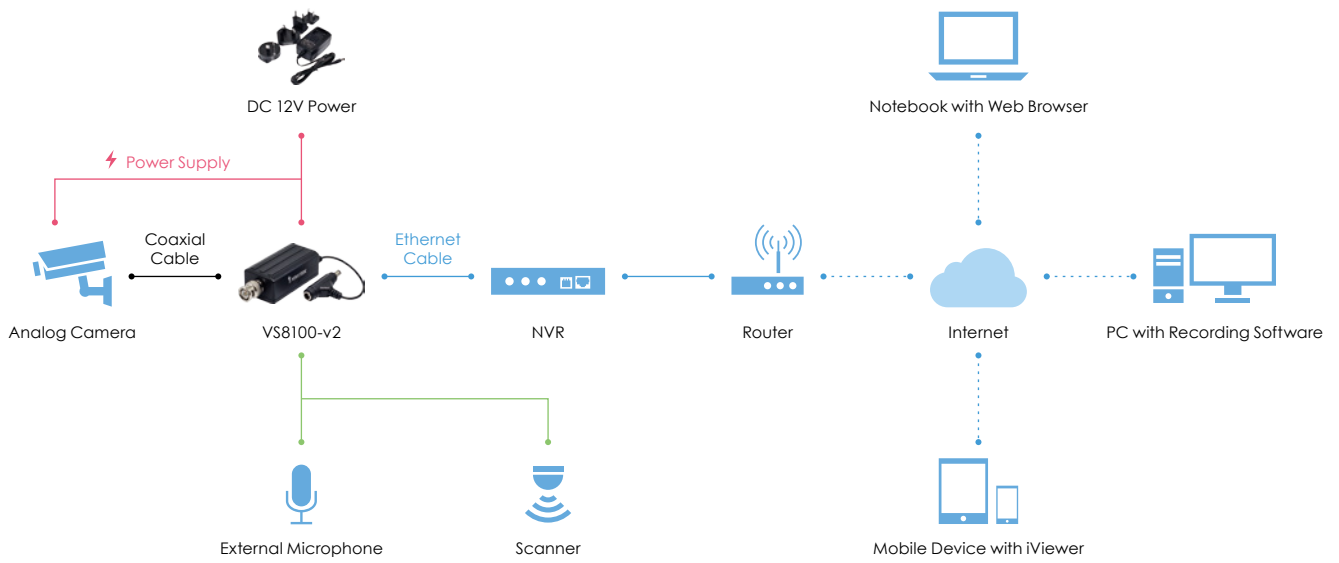 DC 12V Power
Notebook with Web Browser
Power Supply
Coaxial
Cable
Ethernet
Cable
Analog Camera
VS8100-v2
NVR
Router
Internet
PC with Recording Software
External Microphone
Scanner
Mobile Device with iViewer